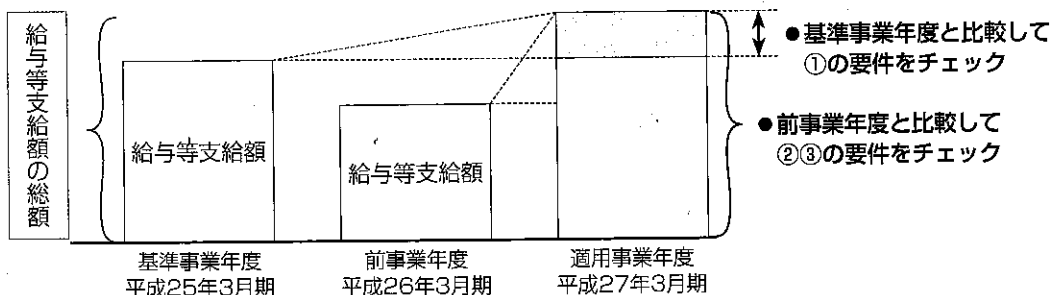 給与等支給額の総額
給与等支給額
給与等支給額
基準事業年度
平成25年3月期
前事業年度
平成26年3月期
適用事業年度
平成27年3月期
●基準事業年度と比較して
①の要件をチェック
●前事業年度と比較して
②③の要件をチェック